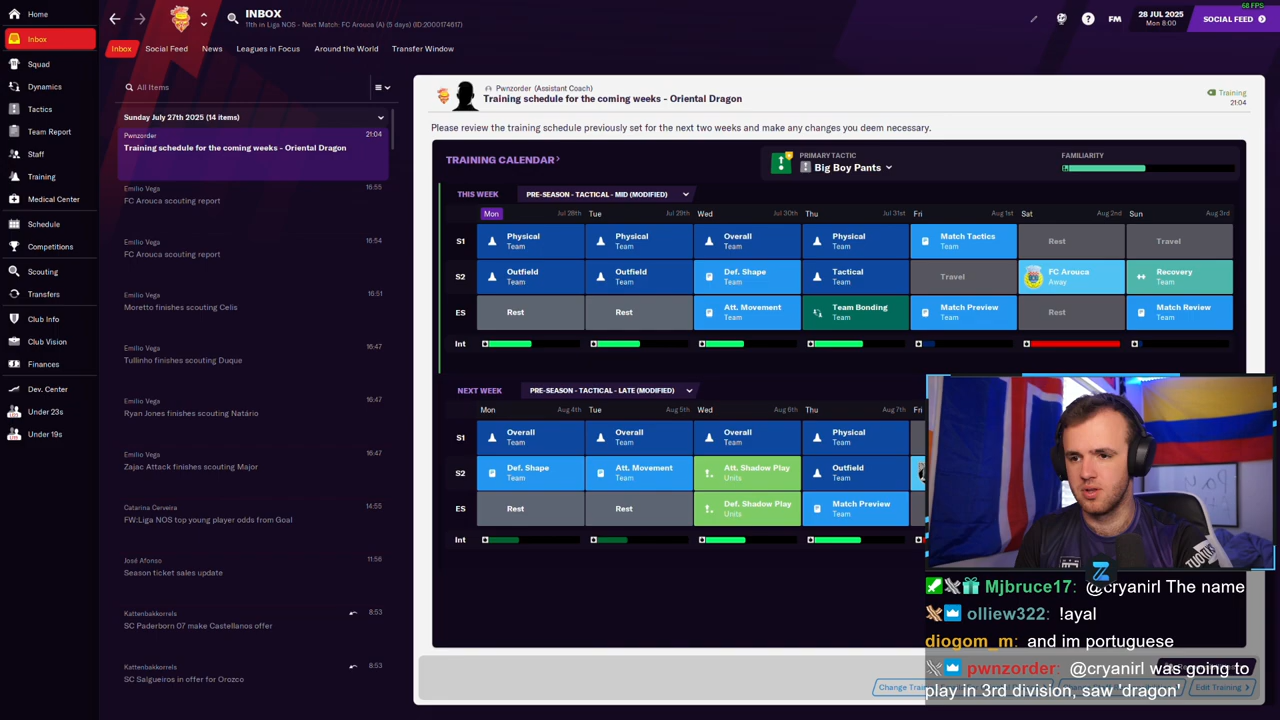 68 FPS
Home
INBOX
11th in Liga NOS - Next Match: FC Arouca (A) (5 days) (ID:2000174617)
28 JUL 2025
Mon 8:00
FM
SOCIAL FEED
Inbox
Inbox
Social Feed
News
Leagues in Focus
Around the World
Transfer Window
Squad
Dynamics
Tactics
Team Report
Staff
Training
Medical Center
Schedule
Competitions
Scouting
Transfers
Club Info
Club Vision
Finances
Dev. Center
Under 23s
Under 19s
All Items
Sunday July 27th 2025 (14 items)
Pwnzorder 21:04
Training schedule for the coming weeks - Oriental Dragon
Emilio Vega 16:55
FC Arouca scouting report
Emilio Vega 16:54
FC Arouca scouting report
Emilio Vega 16:51
Moretto finishes scouting Celis
Emilio Vega 16:47
Tullinho finishes scouting Duque
Emilio Vega 16:47
Ryan Jones finishes scouting Natário
Emilio Vega 16:47
Zajac Attack finishes scouting Major
Catarina Cerveira 14:55
FW:Liga NOS top young player odds from Goal
José Afonso 11:56
Season ticket sales update
Kattenbakkorrels 8:53
SC Paderborn 07 make Castellanos offer
Kattenbakkorrels 8:53
SC Salgueiros in offer for Orozco
Pwnzorder (Assistant Coach)
Training schedule for the coming weeks - Oriental Dragon
Training
21:04
Please review the training schedule previously set for the next two weeks and make any changes you deem necessary.
TRAINING CALENDAR
PRIMARY TACTIC
Big Boy Pants
FAMILIARITY
THIS WEEK PRE-SEASON - TACTICAL - MID (MODIFIED)
Mon Jul 28th Tue Jul 29th Wed Jul 30th Thu Jul 31st Fri Aug 1st Sat Aug 2nd Sun Aug 3rd
S1 Physical Team Physical Team Overall Team Physical Team Match Tactics Team Rest Travel
S2 Outfield Team Outfield Team Def. Shape Team Tactical Team Travel FC Arouca Away Recovery Team
ES Rest Rest Att. Movement Team Team Bonding Team Match Preview Team Rest Match Review Team
Int
NEXT WEEK PRE-SEASON - TACTICAL - LATE (MODIFIED)
Mon Aug 4th Tue Aug 5th Wed Aug 6th Thu Aug 7th Fri
S1 Overall Team Overall Team Overall Team Physical Team
S2 Def. Shape Team Att. Movement Team Att. Shadow Play Units Outfield Team
ES Rest Rest Def. Shadow Play Units Match Preview Team
Int
Mjbruce17: @cryanirl The name
olliew322: !ayal
diogom_m: and im portuguese
pwnzorder: @cryanirl was going to
play in 3rd division, saw 'dragon'
Change Trai
Edit Training